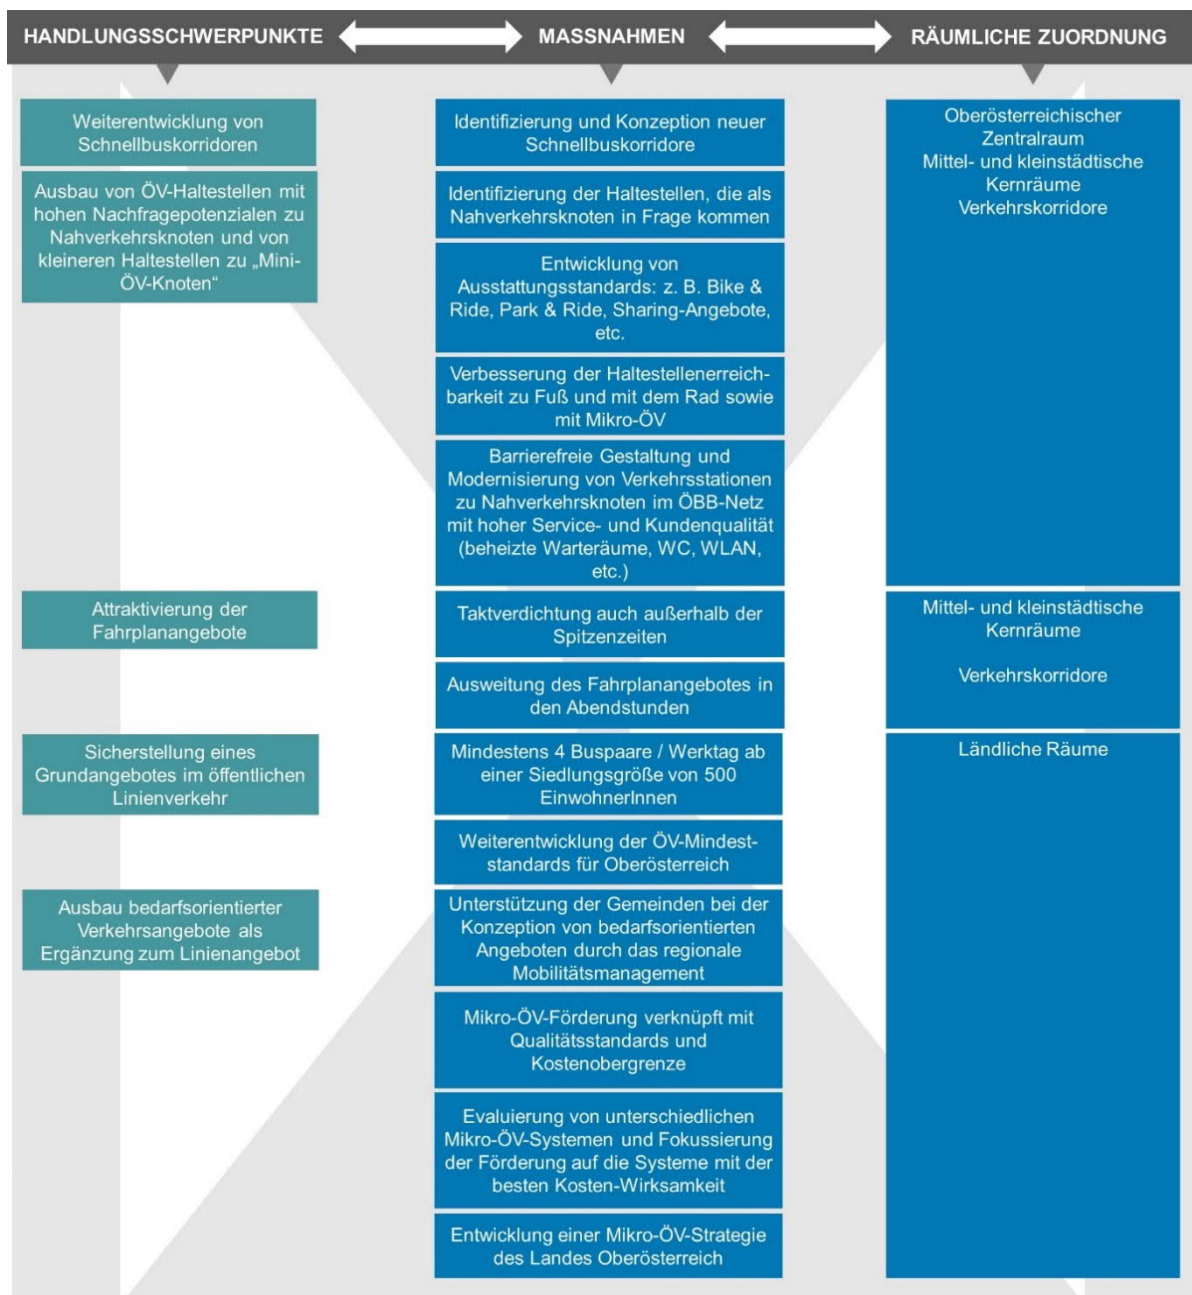 HANDLUNGSSCHWERPUNKTE
MASSNAHMEN
RÄUMLICHE ZUORDNUNG
Weiterentwicklung von
Schnellbuskorridoren
Identifizierung und Konzeption neuer
Schnellbuskorridore
Oberösterreichischer
Zentralraum
Mittel- und kleinstädtische
Kernräume
Verkehrskorridore
Ausbau von ÖV-Haltestellen mit
hohen Nachfragepotenzialen zu
Nahverkehrsknoten und von
kleineren Haltestellen zu „Mini-
ÖV-Knoten“
Identifizierung der Haltestellen, die als
Nahverkehrsknoten in Frage kommen
Entwicklung von
Ausstattungsstandards: z. B. Bike &
Ride, Park & Ride, Sharing-Angebote,
etc.
Verbesserung der Haltestellenerreich-
barkeit zu Fuß und mit dem Rad sowie
mit Mikro-ÖV
Barrierefreie Gestaltung und
Modernisierung von Verkehrsstationen
zu Nahverkehrsknoten im ÖBB-Netz
mit hoher Service- und Kundenqualität
(beheizte Warteräume, WC, WLAN,
etc.)
Attraktivierung der
Fahrplanangebote
Taktverdichtung auch außerhalb der
Spitzenzeiten
Mittel- und kleinstädtische
Kernräume
Verkehrskorridore
Ausweitung des Fahrplanangebotes in
den Abendstunden
Sicherstellung eines
Grundangebotes im öffentlichen
Linienverkehr
Mindestens 4 Buspaare / Werktag ab
einer Siedlungsgröße von 500
EinwohnerInnen
Ländliche Räume
Weiterentwicklung der ÖV-Mindest-
standards für Oberösterreich
Ausbau bedarfsorientierter
Verkehrsangebote als
Ergänzung zum Linienangebot
Unterstützung der Gemeinden bei der
Konzeption von bedarfsorientierten
Angeboten durch das regionale
Mobilitätsmanagement
Mikro-ÖV-Förderung verknüpft mit
Qualitätsstandards und
Kostenobergrenze
Evaluierung von unterschiedlichen
Mikro-ÖV-Systemen und Fokussierung
der Förderung auf die Systeme mit der
besten Kosten-Wirksamkeit
Entwicklung einer Mikro-ÖV-Strategie
des Landes Oberösterreich